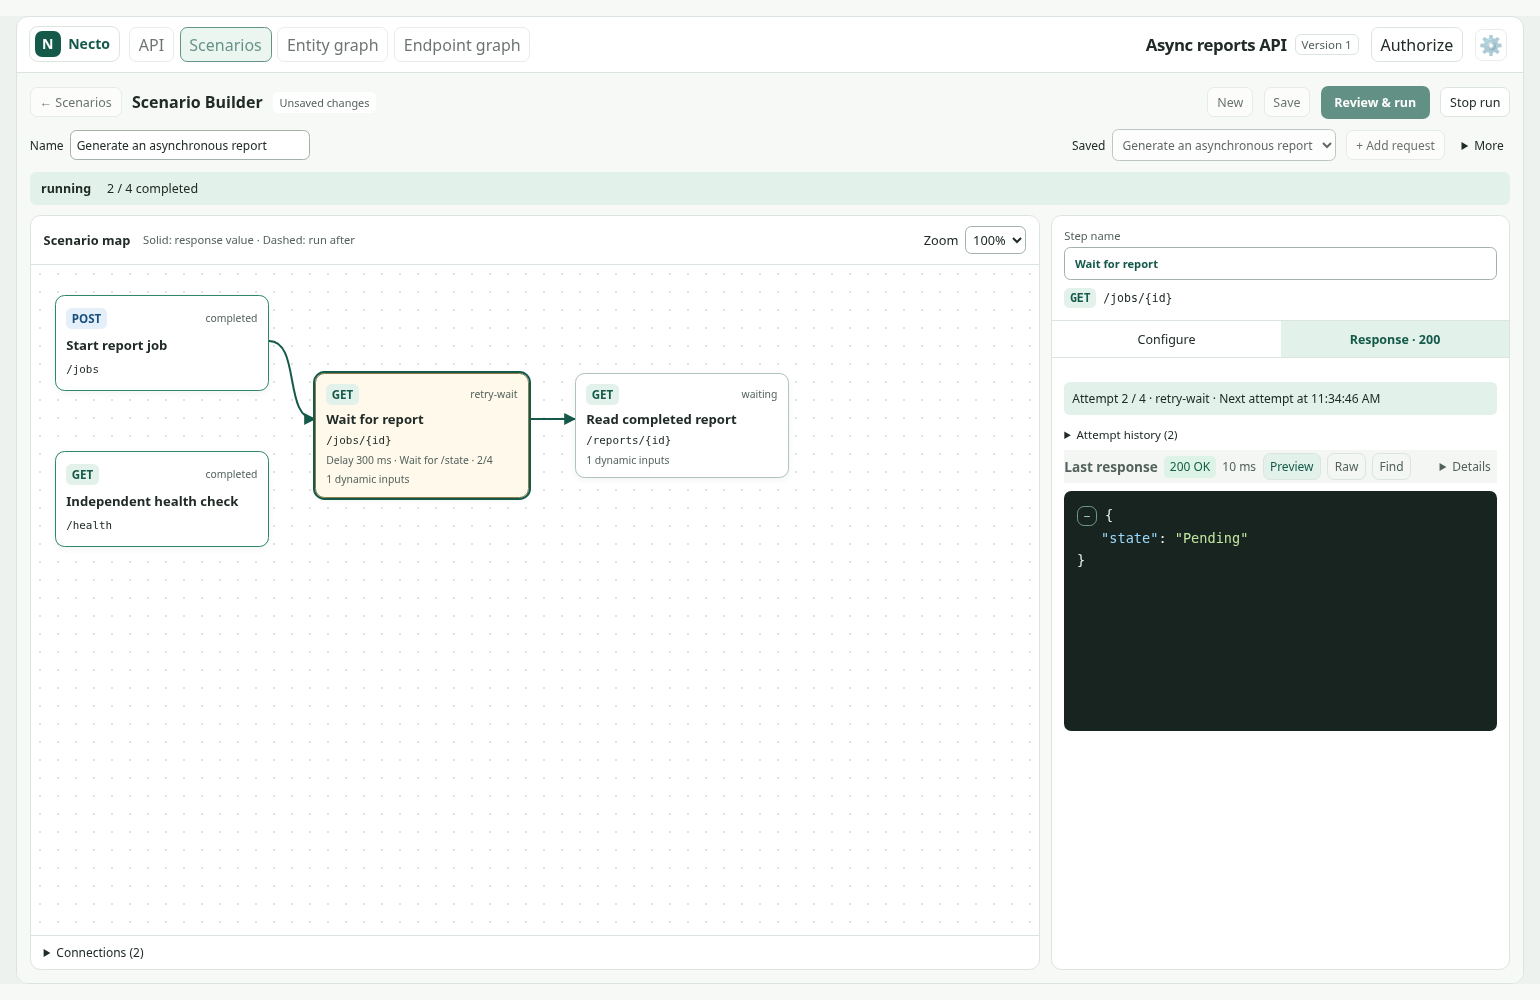 N Necto API Scenarios Entity graph Endpoint graph Async reports API Version 1 Authorize
← Scenarios Scenario Builder Unsaved changes New Save Review & run Stop run
Name Generate an asynchronous report Saved Generate an asynchronous report + Add request More
running 2 / 4 completed
Scenario map Solid: response value · Dashed: run after Zoom 100%
POST completed
Start report job
/jobs
GET retry-wait
Wait for report
/jobs/{id}
Delay 300 ms · Wait for /state · 2/4
1 dynamic inputs
GET waiting
Read completed report
/reports/{id}
1 dynamic inputs
GET completed
Independent health check
/health
Connections (2)
Step name
Wait for report
GET /jobs/{id}
Configure Response · 200
Attempt 2 / 4 · retry-wait · Next attempt at 11:34:46 AM
Attempt history (2)
Last response 200 OK 10 ms Preview Raw Find Details
− {
"state": "Pending"
}